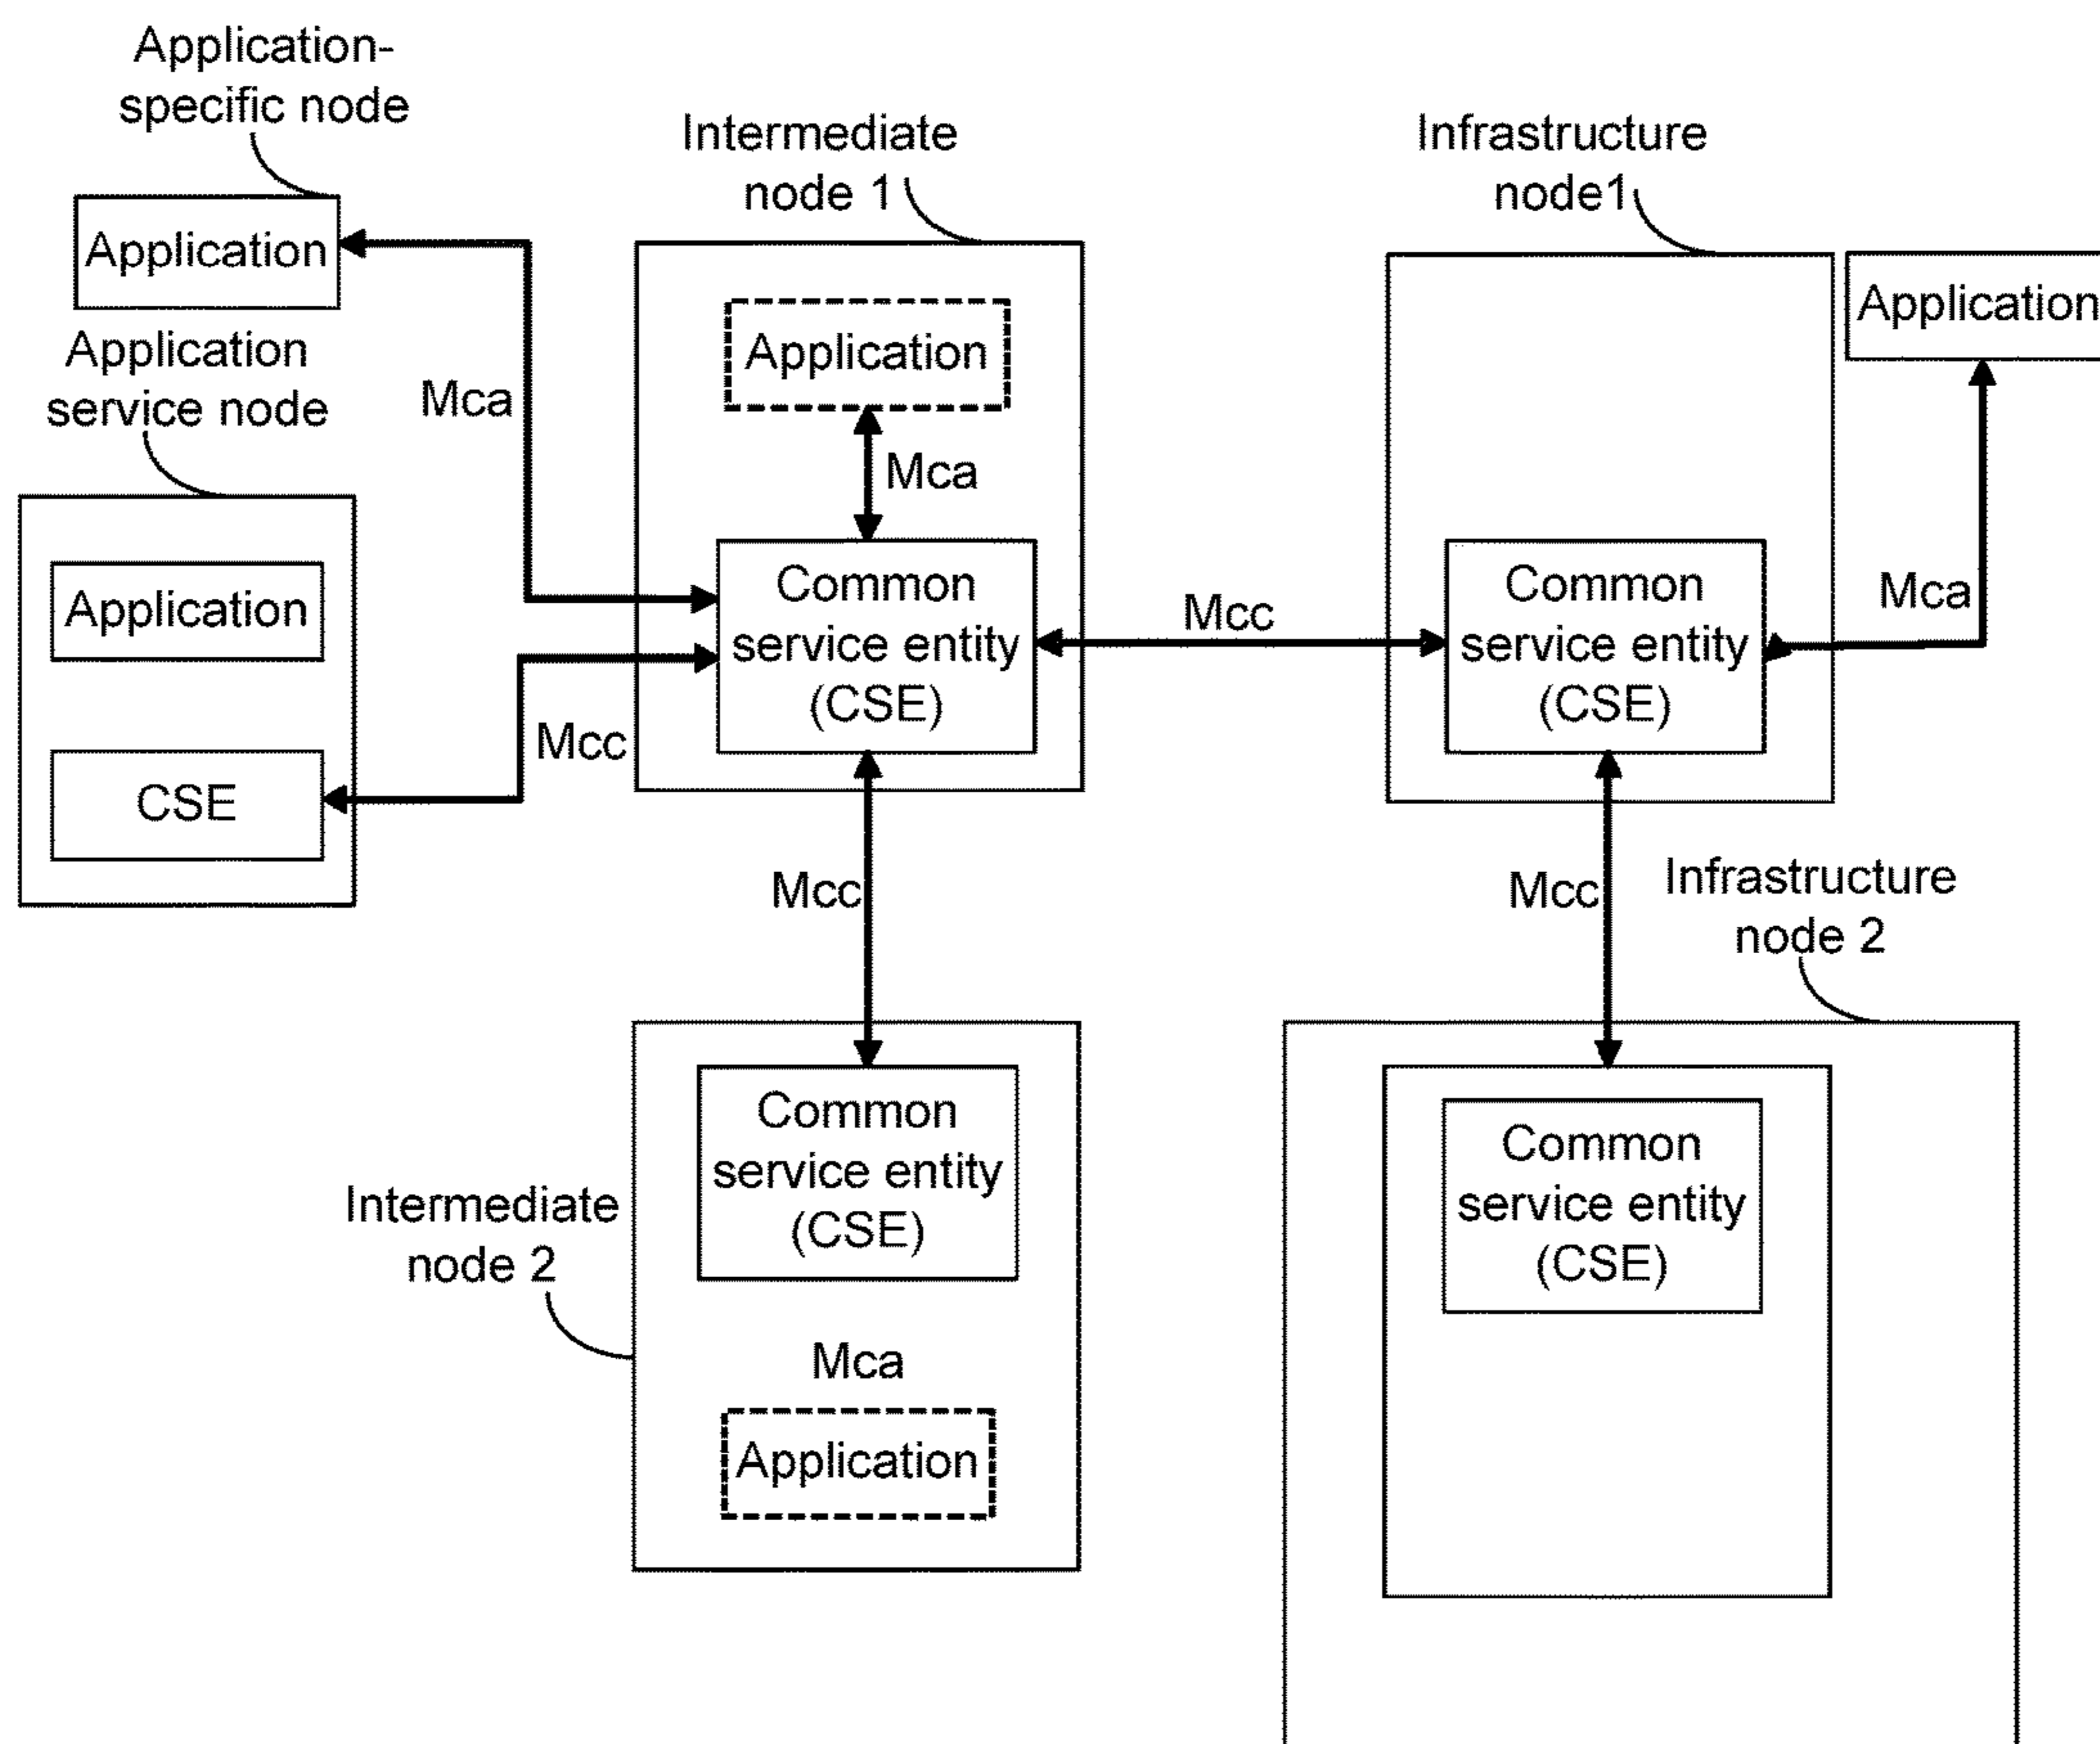 Application-
specific node
Application
Application
service node
Application
CSE
Mca
Mcc
Intermediate
node 1
Application
Mca
Common
service entity
(CSE)
Mcc
Infrastructure
node1
Common
service entity
(CSE)
Application
Mca
Mcc
Mcc
Infrastructure
node 2
Intermediate
node 2
Common
service entity
(CSE)
Mca
Application
Common
service entity
(CSE)